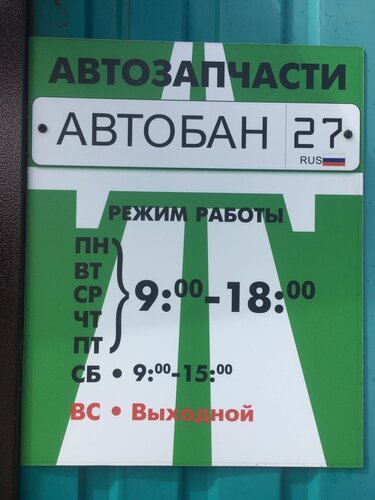 АВТОЗАПЧАСТИ
АВТОБАН 27
RUS
РЕЖИМ РАБОТЫ
ПН
ВТ
СР
ЧТ
ПТ
9:00-18:00
СБ • 9:00-15:00
ВС • Выходной